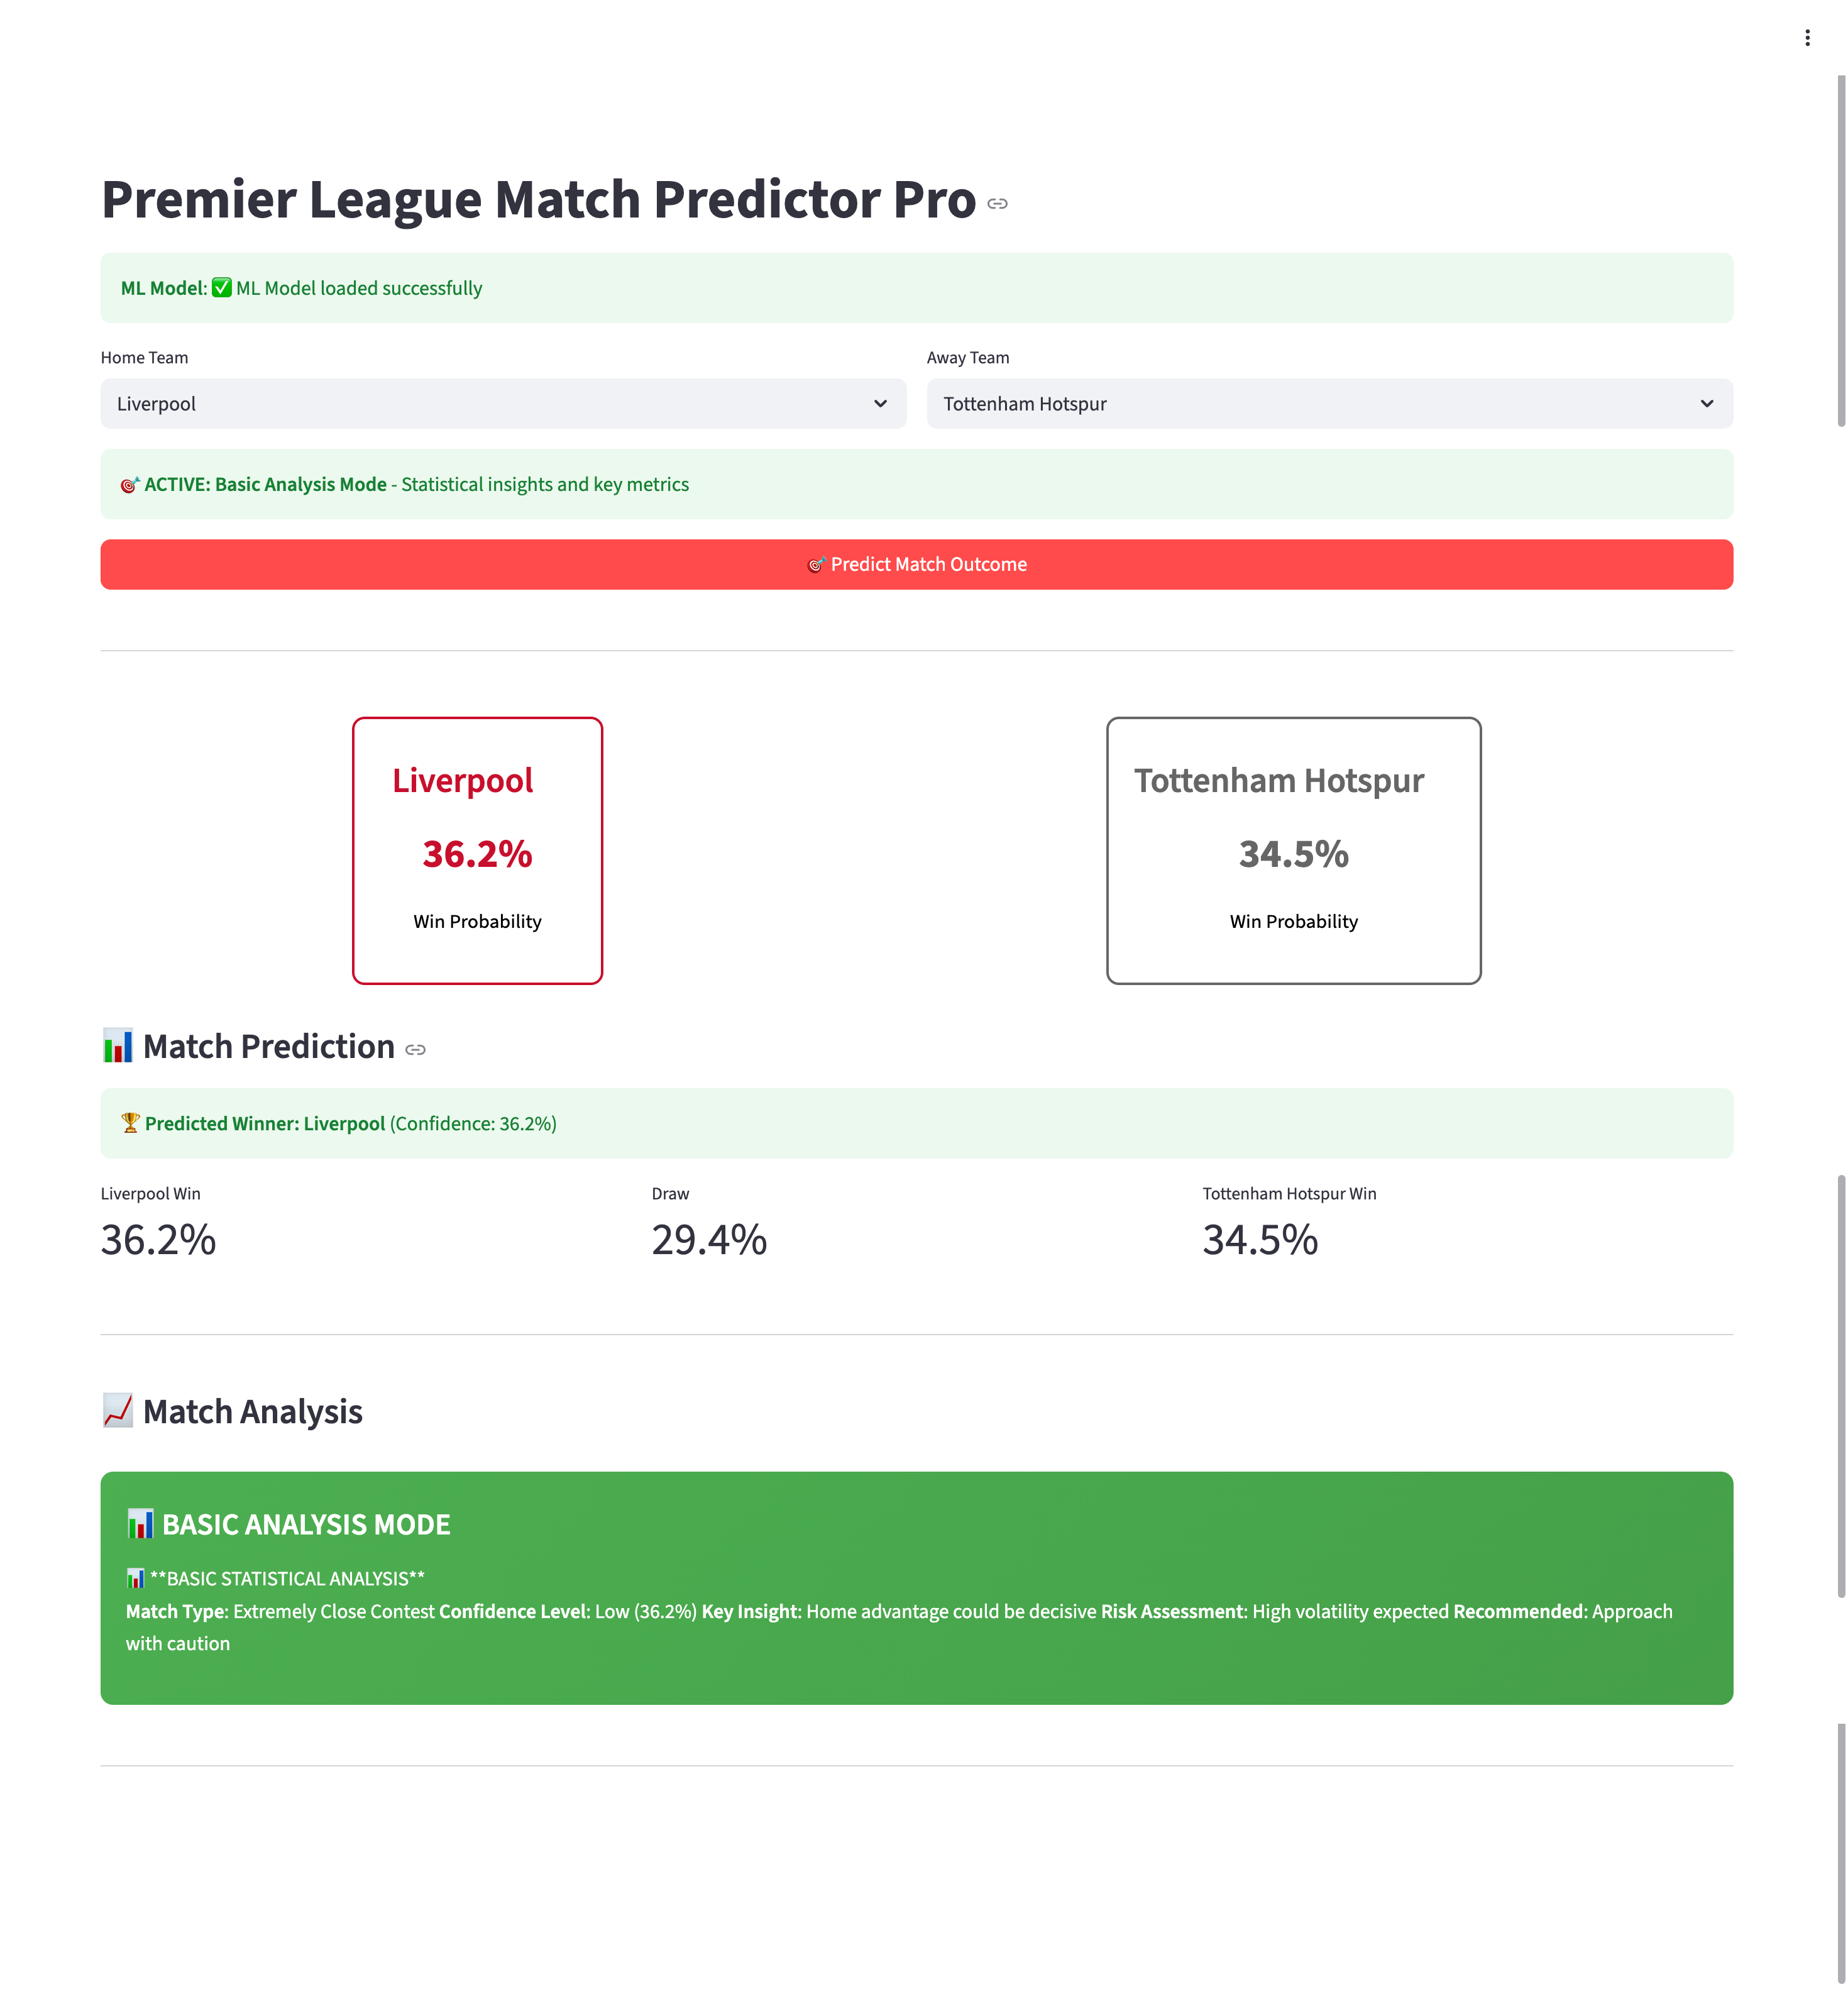 Premier League Match Predictor Pro
ML Model: ✅ ML Model loaded successfully
Home Team
Away Team
Liverpool
Tottenham Hotspur
🎯 ACTIVE: Basic Analysis Mode - Statistical insights and key metrics
🎯 Predict Match Outcome
Liverpool
36.2%
Win Probability
Tottenham Hotspur
34.5%
Win Probability
📊 Match Prediction
🏆 Predicted Winner: Liverpool (Confidence: 36.2%)
Liverpool Win
36.2%
Draw
29.4%
Tottenham Hotspur Win
34.5%
📈 Match Analysis
📊 BASIC ANALYSIS MODE
📊 **BASIC STATISTICAL ANALYSIS**
Match Type: Extremely Close Contest Confidence Level: Low (36.2%) Key Insight: Home advantage could be decisive Risk Assessment: High volatility expected Recommended: Approach
with caution